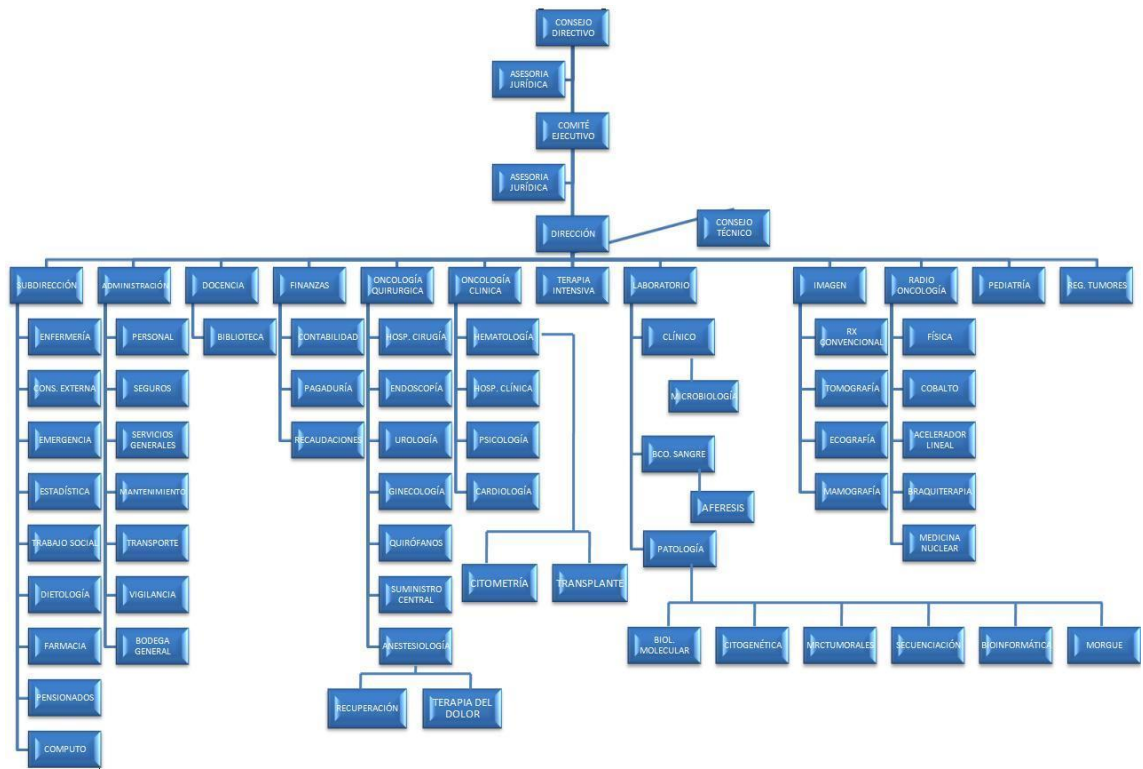 CONSEJO
DIRECTIVO
ASESORIA
JURÍDICA
COMITÉ
EJECUTIVO
ASESORIA
JURÍDICA
DIRECCIÓN
CONSEJO
TÉCNICO
SUBDIRECCIÓN
ADMINISTRACIÓN
DOCENCIA
FINANZAS
ONCOLOGÍA
QUIRURGICA
ONCOLOGÍA
CLINICA
TERAPIA
INTENSIVA
LABORATORIO
IMAGEN
RADIO
ONCOLOGÍA
PEDIATRÍA
REG. TUMORES
ENFERMERÍA
CONS. EXTERNA
EMERGENCIA
ESTADÍSTICA
TRABAJO SOCIAL
DIETOLOGÍA
FARMACIA
PENSIONADOS
COMPUTO
PERSONAL
SEGUROS
SERVICIOS
GENERALES
MANTENIMIENTO
TRANSPORTE
VIGILANCIA
BODEGA
GENERAL
BIBLIOTECA
CONTABILIDAD
PAGADURÍA
RECAUDACIONES
HOSP. CIRUGÍA
ENDOSCOPÍA
UROLOGÍA
GINECOLOGÍA
QUIRÓFANOS
SUMINISTRO
CENTRAL
ANESTESIOLOGÍA
RECUPERACIÓN
TERAPIA DEL
DOLOR
HEMATOLOGÍA
HOSP. CLÍNICA
PSICOLOGÍA
CARDIOLOGÍA
CITOMETRÍA
TRANSPLANTE
CLÍNICO
MICROBIOLOGÍA
BCO. SANGRE
AFERESIS
PATOLOGÍA
BIOL.
MOLECULAR
CITOGENÉTICA
MRCTUMORALES
SECUENCIACIÓN
BIOINFORMÁTICA
MORGUE
RX
CONVENCIONAL
TOMOGRAFÍA
ECOGRAFÍA
MAMOGRAFÍA
FÍSICA
COBALTO
ACELERADOR
LINEAL
BRAQUITERAPIA
MEDICINA
NUCLEAR